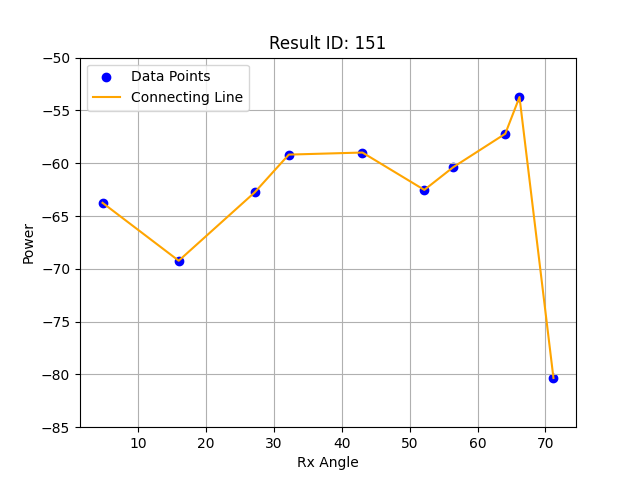 Result ID: 151
Data Points
Connecting Line
−50
−55
−60
−65
−70
−75
−80
−85
Power
10 20 30 40 50 60 70
Rx Angle